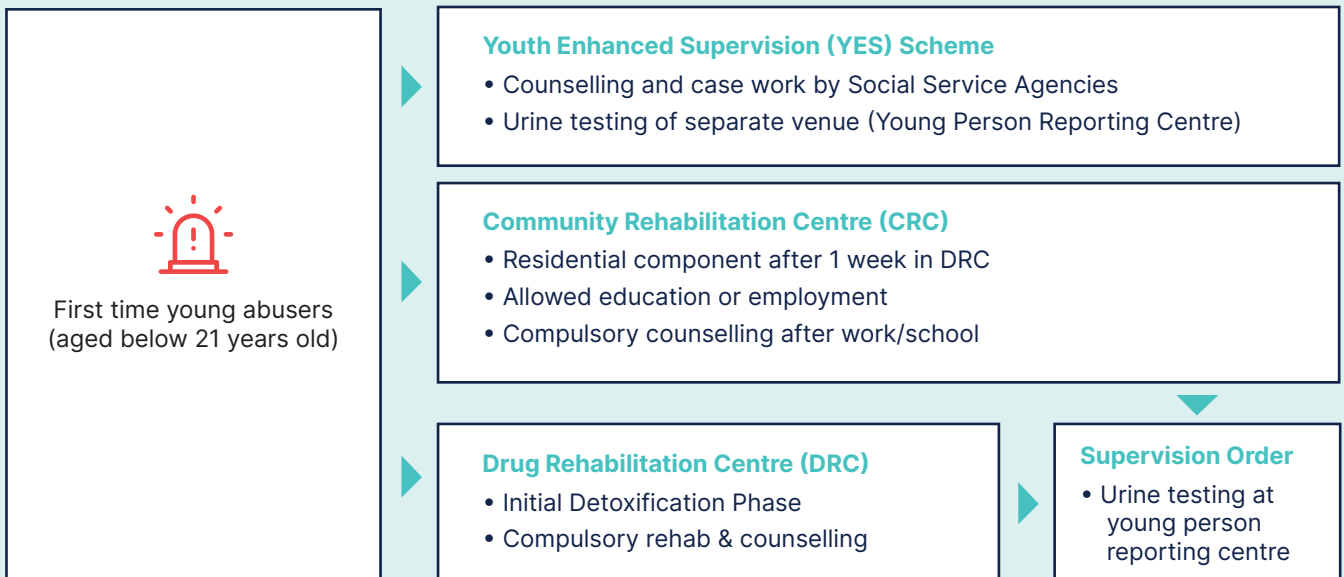 First time young abusers
(aged below 21 years old)
Youth Enhanced Supervision (YES) Scheme
• Counselling and case work by Social Service Agencies
• Urine testing of separate venue (Young Person Reporting Centre)
Community Rehabilitation Centre (CRC)
• Residential component after 1 week in DRC
• Allowed education or employment
• Compulsory counselling after work/school
Drug Rehabilitation Centre (DRC)
• Initial Detoxification Phase
• Compulsory rehab & counselling
Supervision Order
• Urine testing at
young person
reporting centre